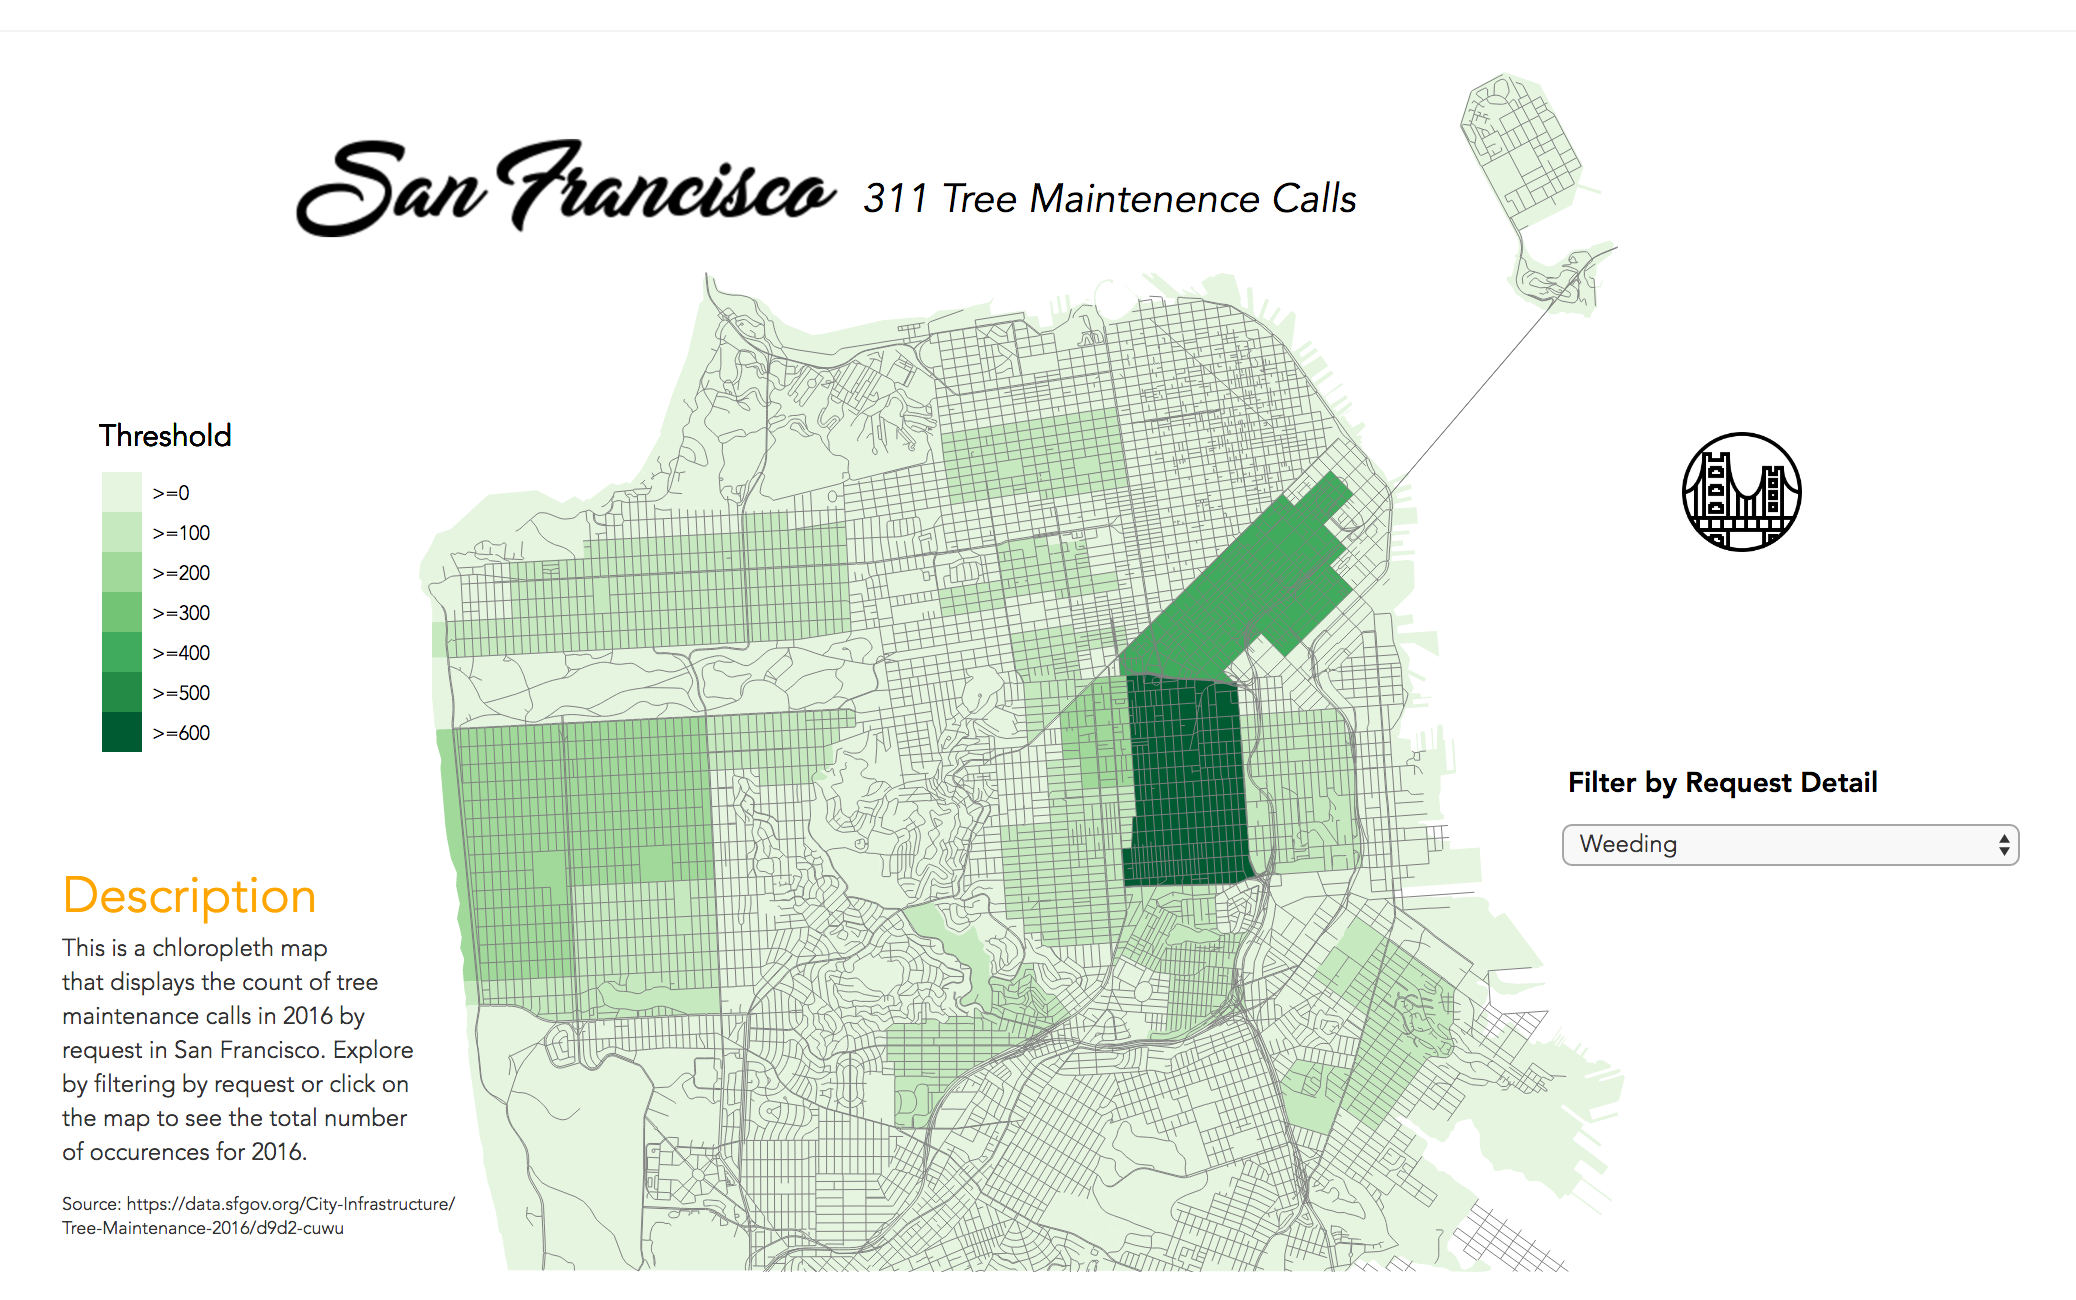 San Francisco 311 Tree Maintenence Calls
Threshold
>=0
>=100
>=200
>=300
>=400
>=500
>=600
Filter by Request Detail
Weeding
Description
This is a chloropleth map
that displays the count of tree
maintenance calls in 2016 by
request in San Francisco. Explore
by filtering by request or click on
the map to see the total number
of occurences for 2016.
Source: https://data.sfgov.org/City-Infrastructure/
Tree-Maintenance-2016/d9d2-cuwu